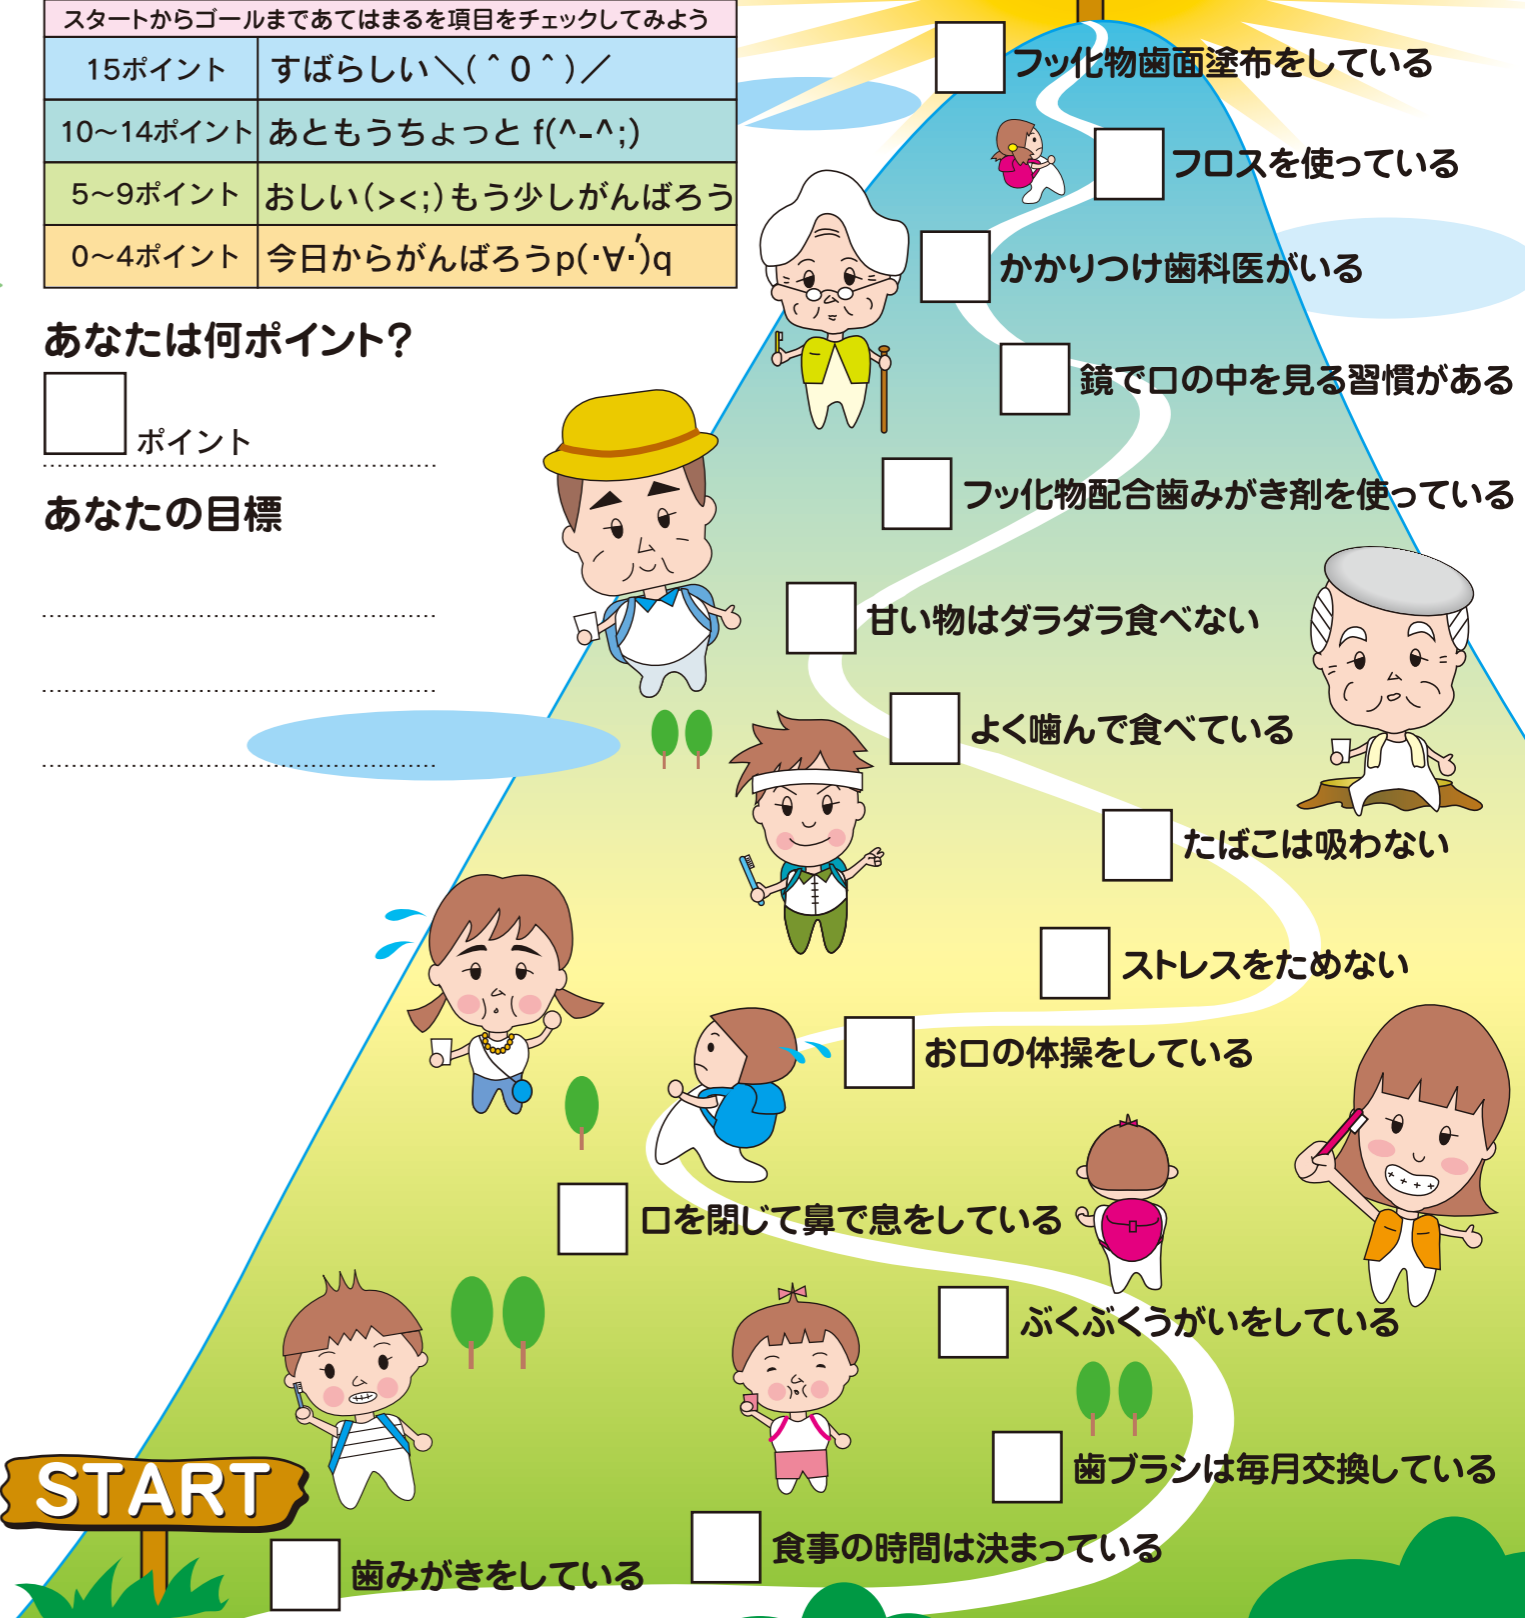 スタートからゴールまであてはまるを項目をチェックしてみよう
15ポイント すばらしい＼(＾0＾)／
10〜14ポイント あともうちょっと f(^-^;)
5〜9ポイント おしい(><;)もう少しがんばろう
0〜4ポイント 今日からがんばろうp(･∀･́)q
あなたは何ポイント？
ポイント
あなたの目標
フッ化物歯面塗布をしている
フロスを使っている
かかりつけ歯科医がいる
鏡で口の中を見る習慣がある
フッ化物配合歯みがき剤を使っている
甘い物はダラダラ食べない
よく噛んで食べている
たばこは吸わない
ストレスをためない
お口の体操をしている
口を閉じて鼻で息をしている
ぶくぶくうがいをしている
歯ブラシは毎月交換している
食事の時間は決まっている
歯みがきをしている
START